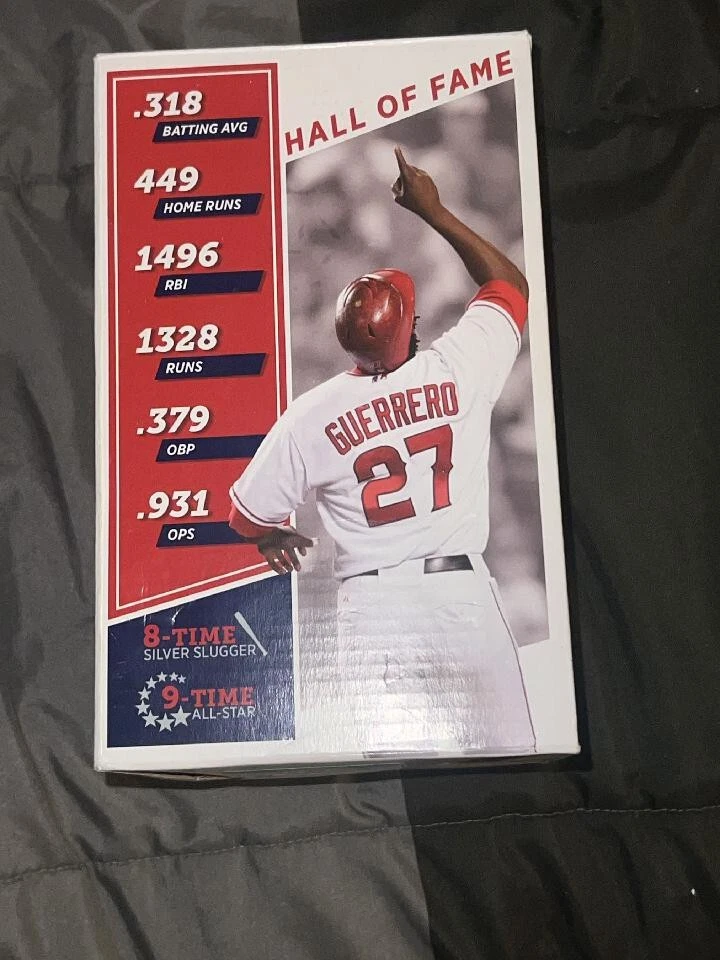 .318
BATTING AVG
449
HOME RUNS
1496
RBI
1328
RUNS
.379
OBP
.931
OPS
8-TIME
SILVER SLUGGER
9-TIME
ALL-STAR
HALL OF FAME
GUERRERO
27